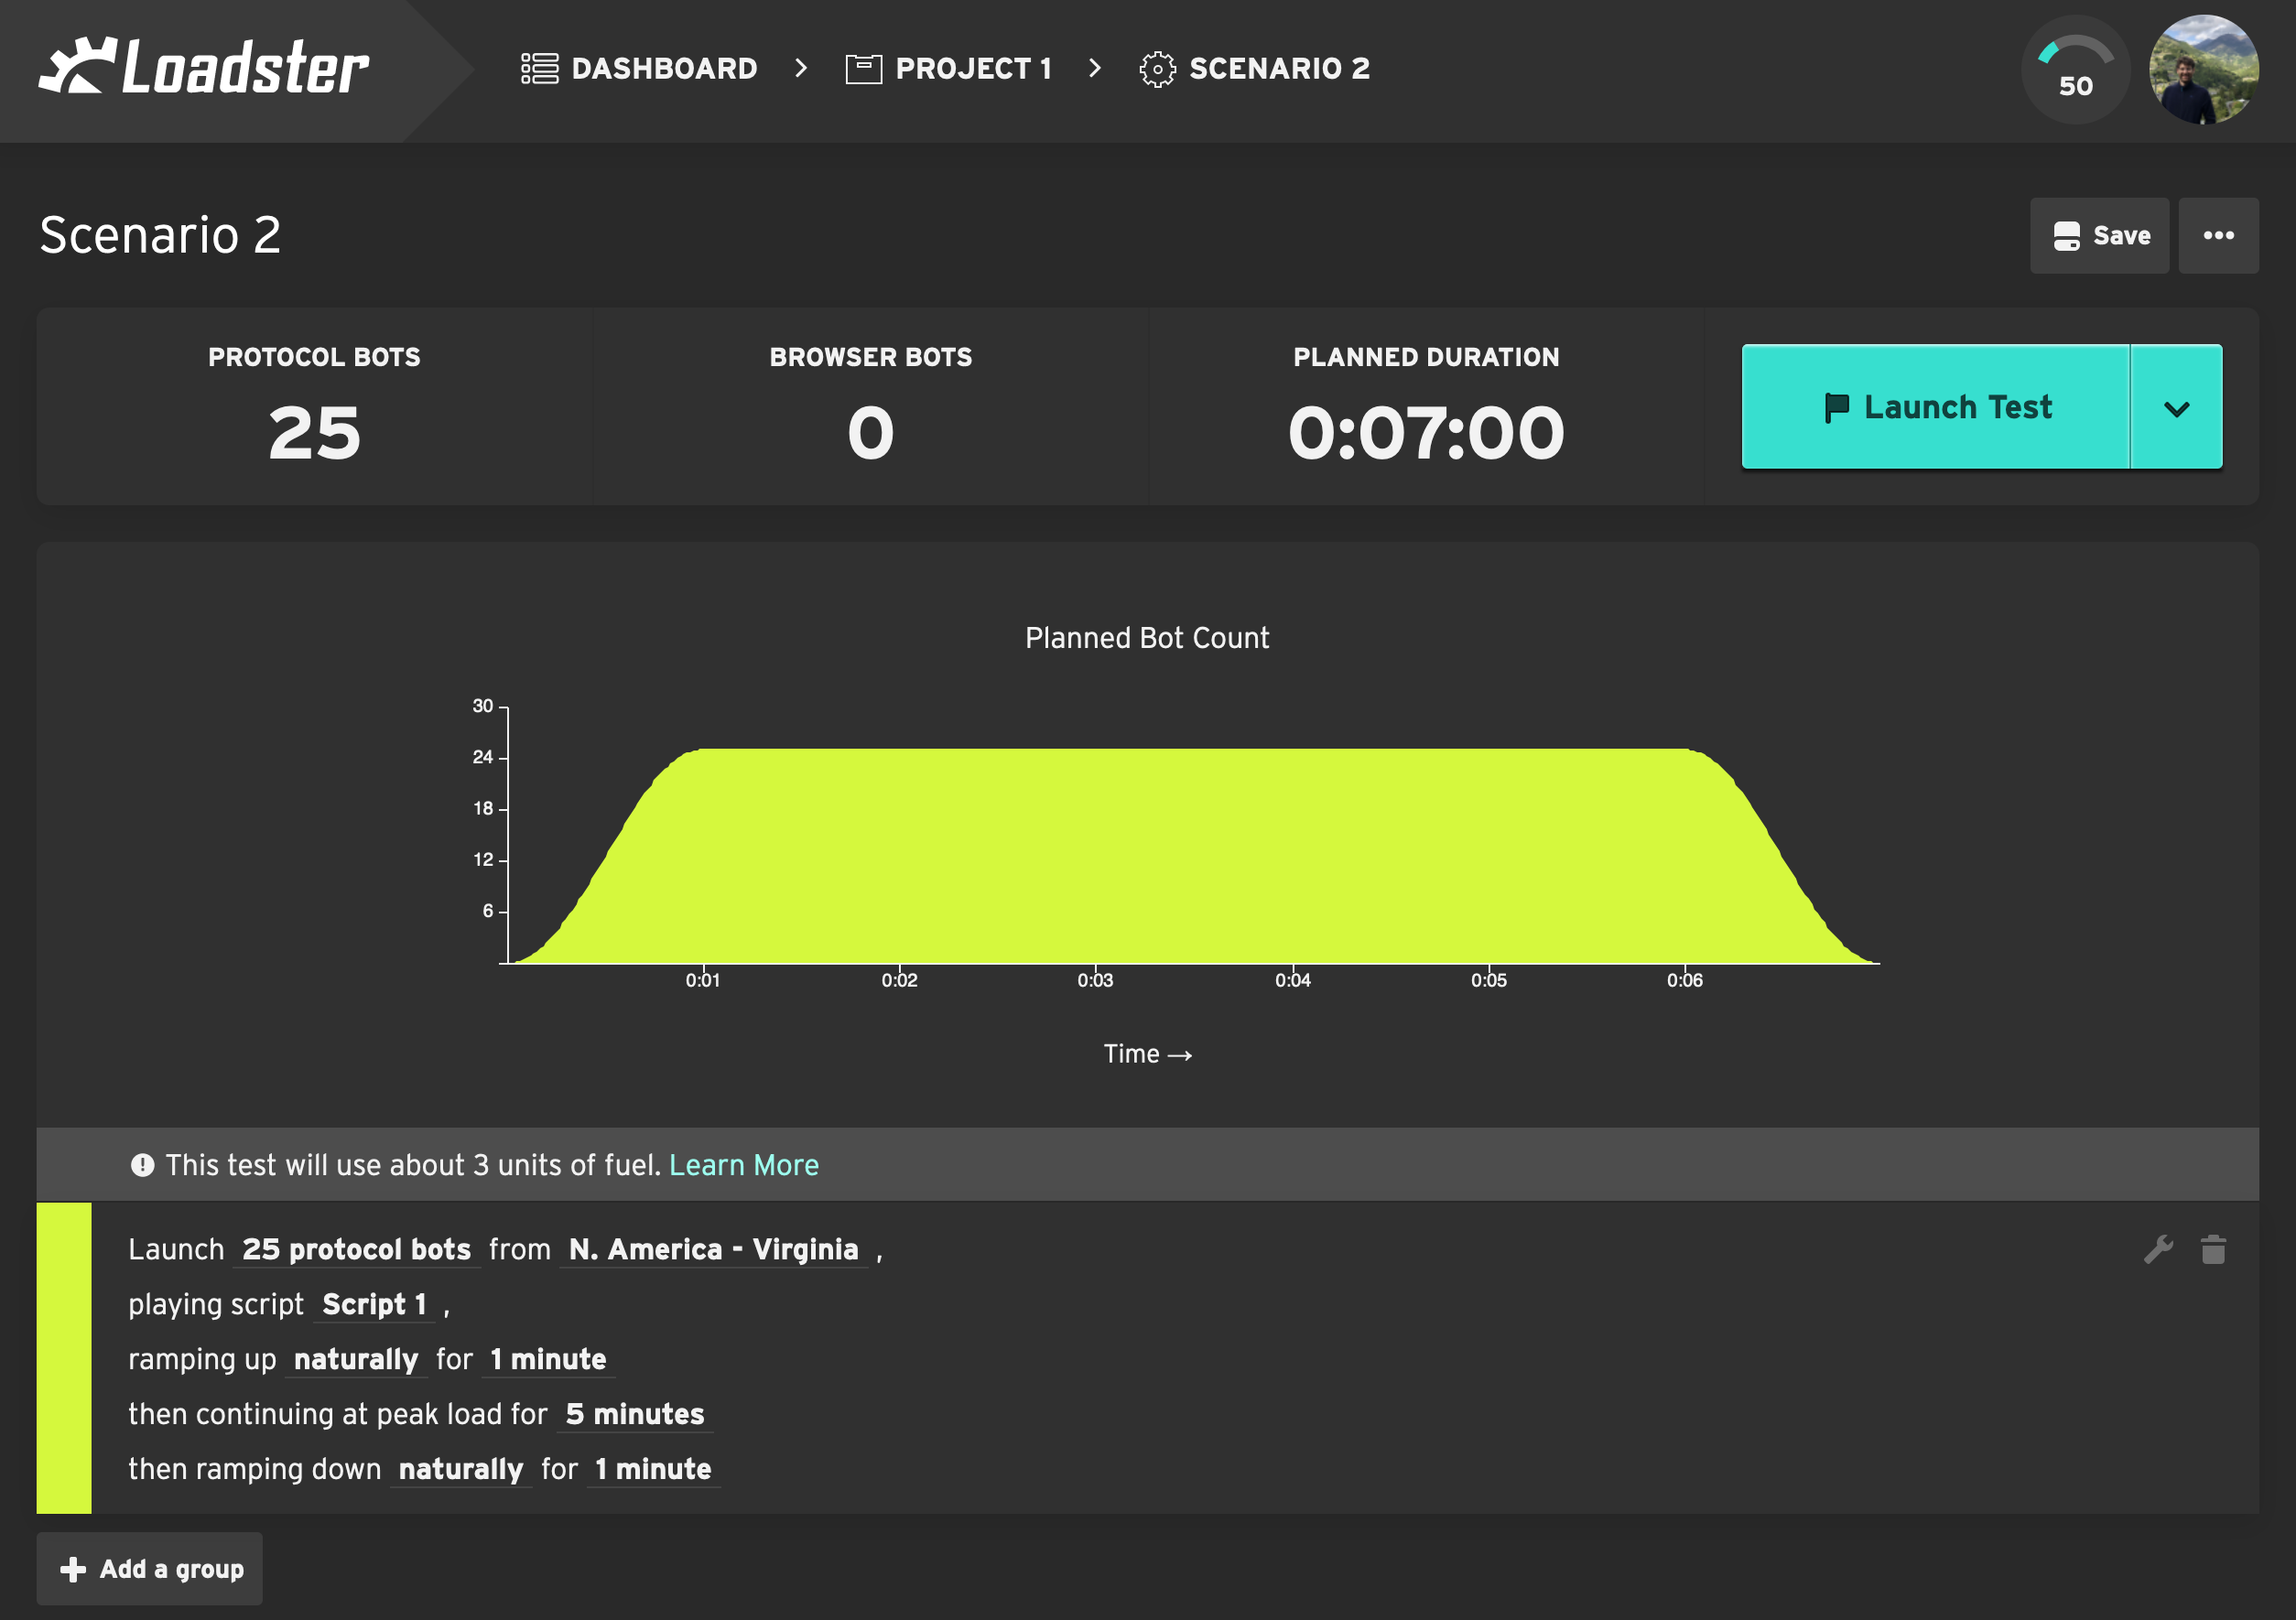 Loadster
DASHBOARD > PROJECT 1 > SCENARIO 2
50
Scenario 2
Save
•••
PROTOCOL BOTS
25
BROWSER BOTS
0
PLANNED DURATION
0:07:00
Launch Test
Planned Bot Count
30
24
18
12
6
0:01 0:02 0:03 0:04 0:05 0:06
Time →
This test will use about 3 units of fuel. Learn More
Launch 25 protocol bots from N. America - Virginia ,
playing script Script 1 ,
ramping up naturally for 1 minute
then continuing at peak load for 5 minutes
then ramping down naturally for 1 minute
+ Add a group